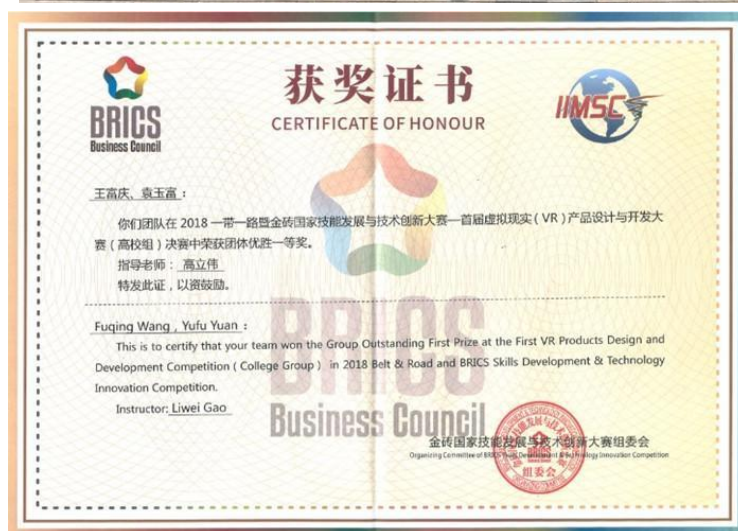 BRICS
Business Council
获奖证书
CERTIFICATE OF HONOUR
IIMSC
王富庆、袁玉富：
你们团队在 2018 一带一路暨金砖国家技能发展与技术创新大赛—首届虚拟现实（VR）产品设计与开发大
赛（高校组）决赛中荣获团体优胜一等奖。
指导老师：高立伟
特发此证，以资鼓励。
Fuqing Wang , Yufu Yuan :
This is to certify that your team won the Group Outstanding First Prize at the First VR Products Design and
Development Competition ( College Group ) in 2018 Belt & Road and BRICS Skills Development & Technology
Innovation Competition.
Instructor: Liwei Gao
BRICS
Business Council
金砖国家技能发展与技术创新大赛组委会
Organizing Committee of BRICS Skills Development & Technology Innovation Competition
组委会